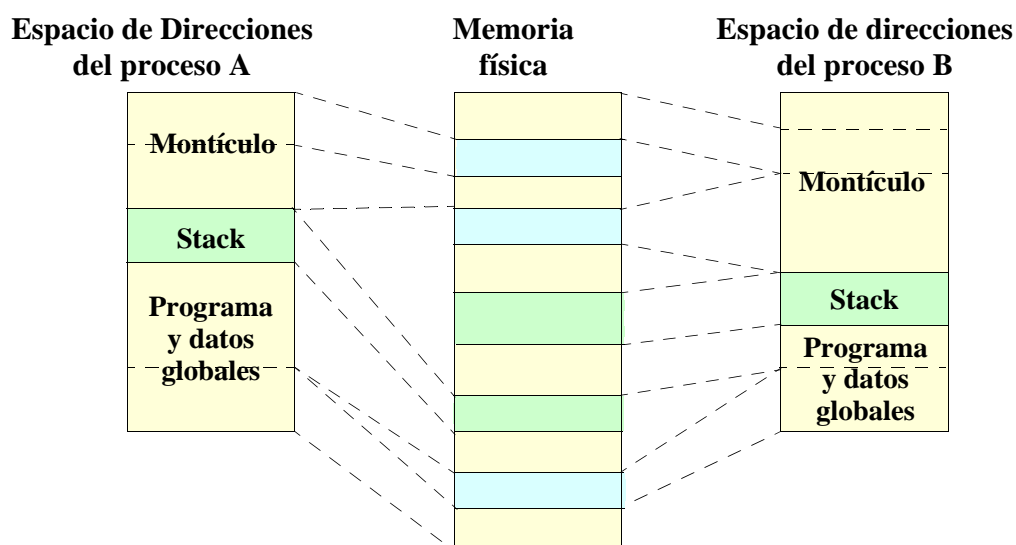 Espacio de Direcciones
del proceso A
Memoria
física
Espacio de direcciones
del proceso B
Montículo
Stack
Programa
y datos
globales
Montículo
Stack
Programa
y datos
globales